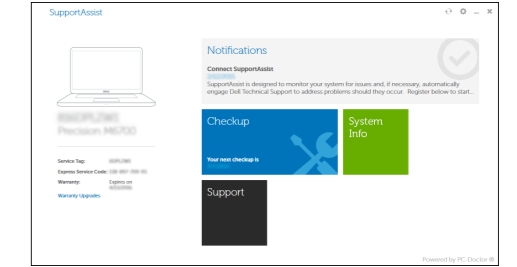 SupportAssist
Precision M6700
Service Tag:
Express Service Code:
Warranty:
Expires on
Warranty Upgrades
Notifications
Connect SupportAssist
SupportAssist is designed to monitor your system for issues and, if necessary, automatically
engage Dell Technical Support to address problems should they occur. Register below to start...
Checkup
Your next checkup is
System
Info
Support
Powered by PC-Doctor ®